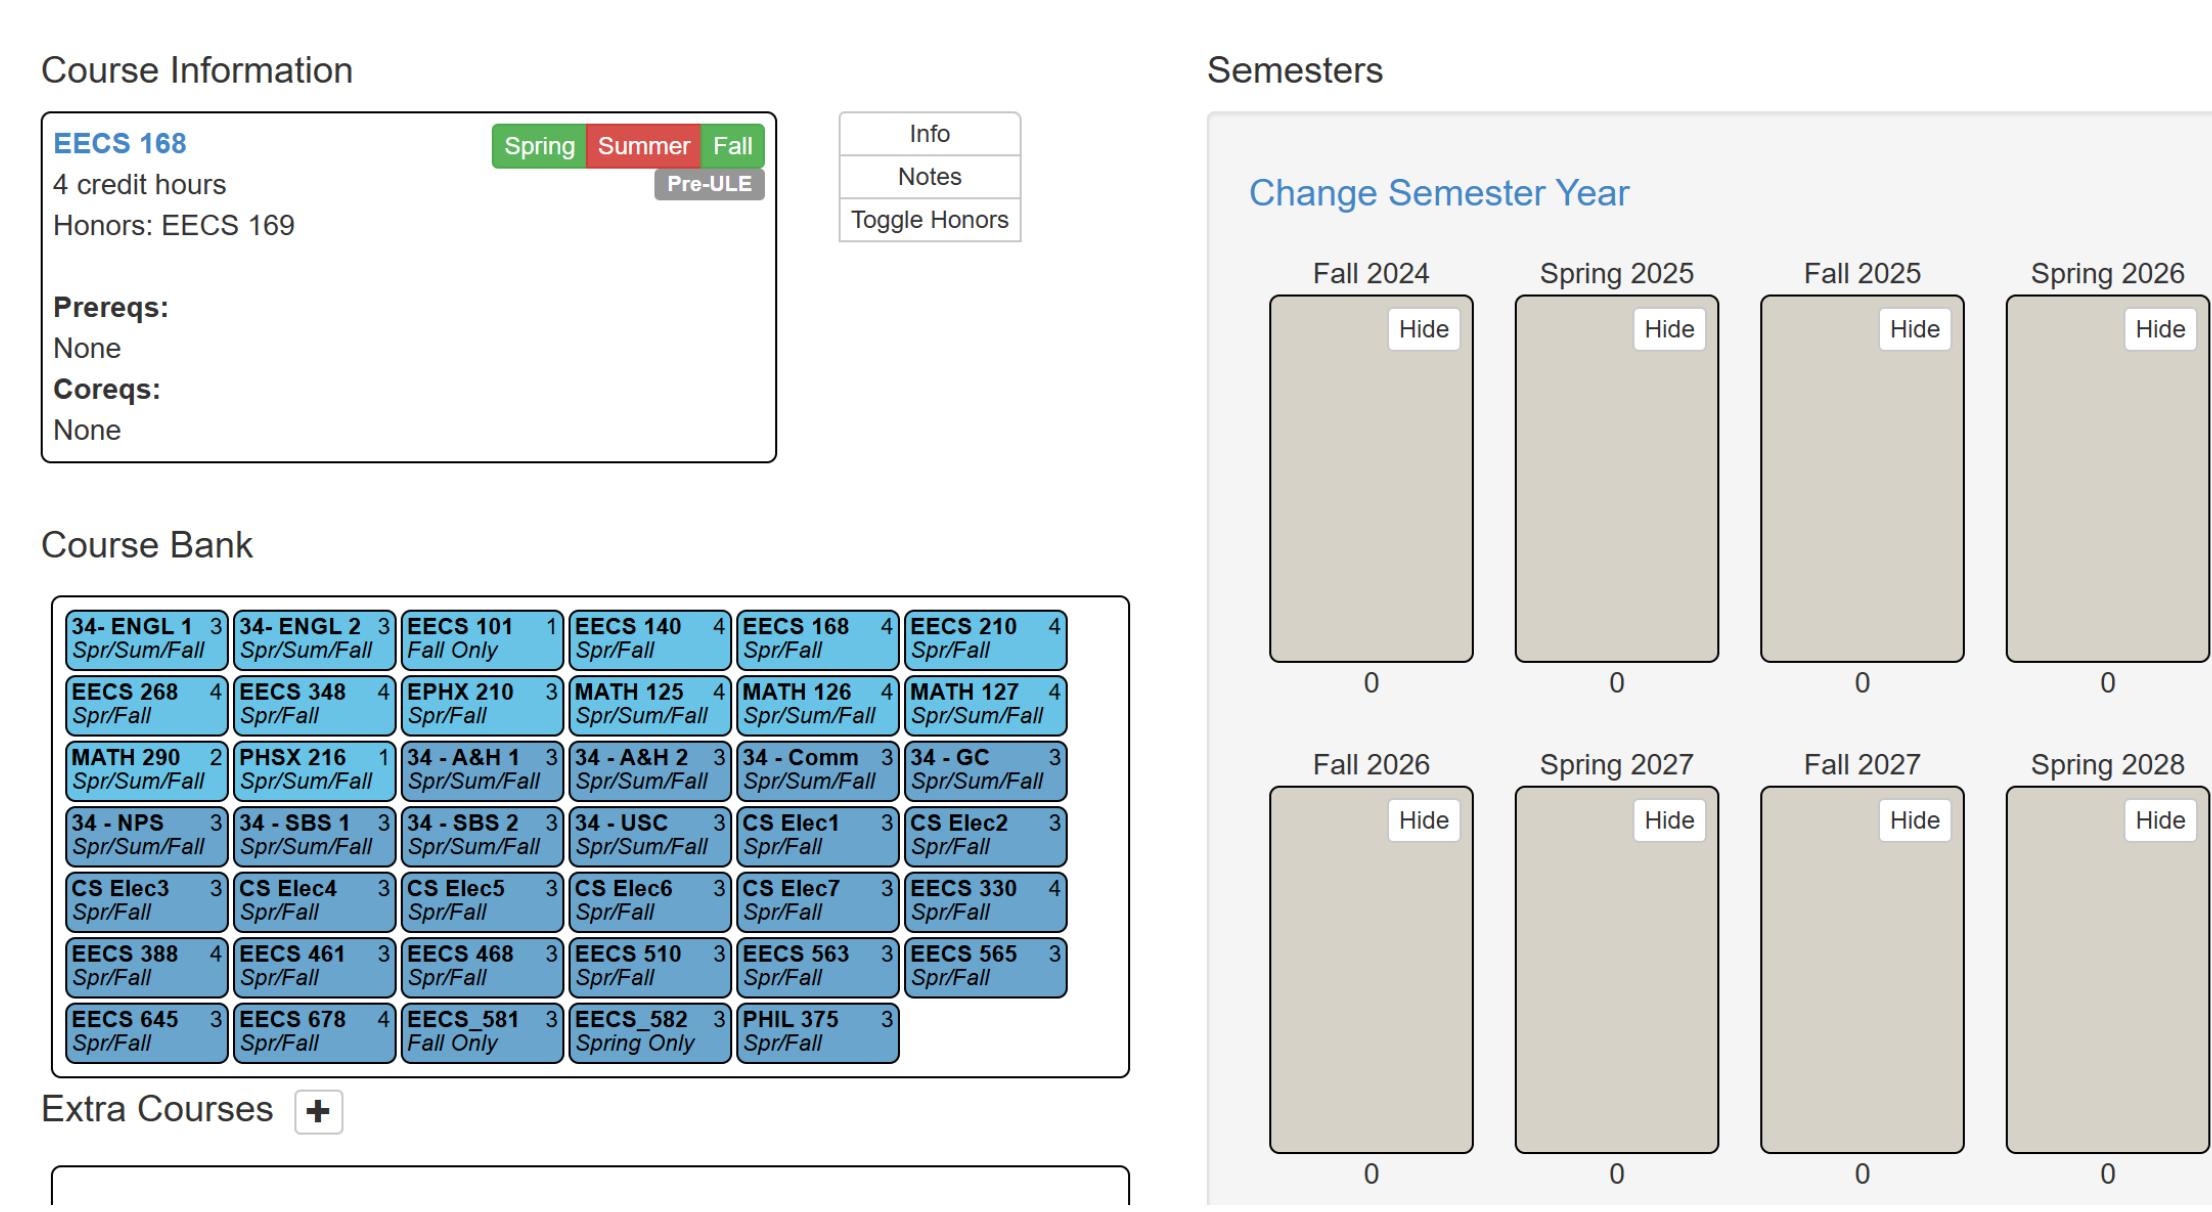 Course Information
EECS 168
Spring Summer Fall
4 credit hours
Pre-ULE
Honors: EECS 169
Prereqs:
None
Coreqs:
None
Info
Notes
Toggle Honors
Course Bank
34- ENGL 1 3
Spr/Sum/Fall
34- ENGL 2 3
Spr/Sum/Fall
EECS 101 1
Fall Only
EECS 140 4
Spr/Fall
EECS 168 4
Spr/Fall
EECS 210 4
Spr/Fall
EECS 268 4
Spr/Fall
EECS 348 4
Spr/Fall
EPHX 210 3
Spr/Fall
MATH 125 4
Spr/Sum/Fall
MATH 126 4
Spr/Sum/Fall
MATH 127 4
Spr/Sum/Fall
MATH 290 2
Spr/Sum/Fall
PHSX 216 1
Spr/Sum/Fall
34 - A&H 1 3
Spr/Sum/Fall
34 - A&H 2 3
Spr/Sum/Fall
34 - Comm 3
Spr/Sum/Fall
34 - GC 3
Spr/Sum/Fall
34 - NPS 3
Spr/Sum/Fall
34 - SBS 1 3
Spr/Sum/Fall
34 - SBS 2 3
Spr/Sum/Fall
34 - USC 3
Spr/Sum/Fall
CS Elec1 3
Spr/Fall
CS Elec2 3
Spr/Fall
CS Elec3 3
Spr/Fall
CS Elec4 3
Spr/Fall
CS Elec5 3
Spr/Fall
CS Elec6 3
Spr/Fall
CS Elec7 3
Spr/Fall
EECS 330 4
Spr/Fall
EECS 388 4
Spr/Fall
EECS 461 3
Spr/Fall
EECS 468 3
Spr/Fall
EECS 510 3
Spr/Fall
EECS 563 3
Spr/Fall
EECS 565 3
Spr/Fall
EECS 645 3
Spr/Fall
EECS 678 4
Spr/Fall
EECS_581 3
Fall Only
EECS_582 3
Spring Only
PHIL 375 3
Spr/Fall
Extra Courses
Semesters
Change Semester Year
Fall 2024
Hide
0
Spring 2025
Hide
0
Fall 2025
Hide
0
Spring 2026
Hide
0
Fall 2026
Hide
0
Spring 2027
Hide
0
Fall 2027
Hide
0
Spring 2028
Hide
0